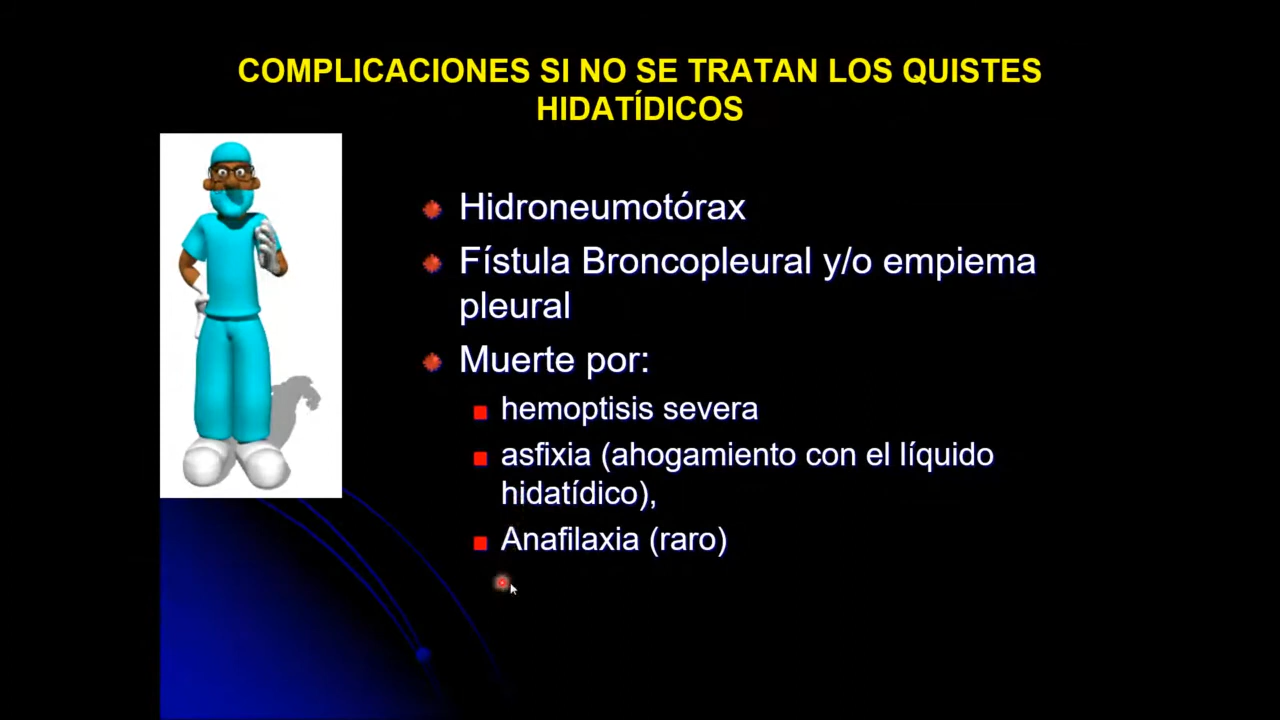 COMPLICACIONES SI NO SE TRATAN LOS QUISTES
HIDATÍDICOS
Hidroneumotórax
Fístula Broncopleural y/o empiema
pleural
Muerte por:
hemoptisis severa
asfixia (ahogamiento con el líquido
hidatídico),
Anafilaxia (raro)